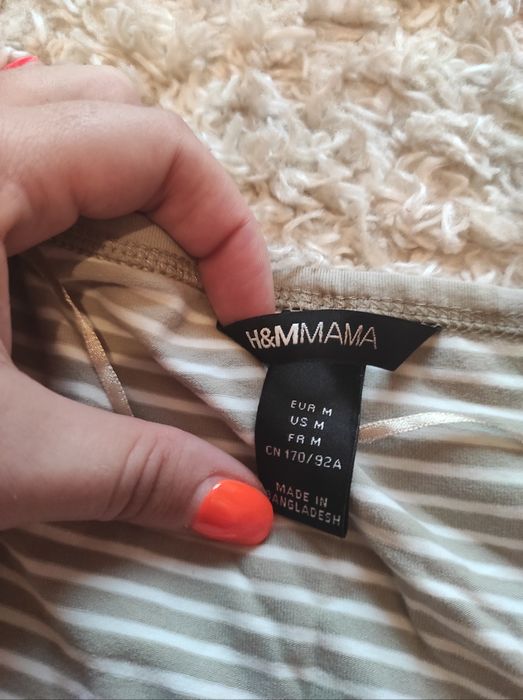 H&MMAMA
EUR M
US M
FR M
CN 170/92A
MADE IN
BANGLADESH